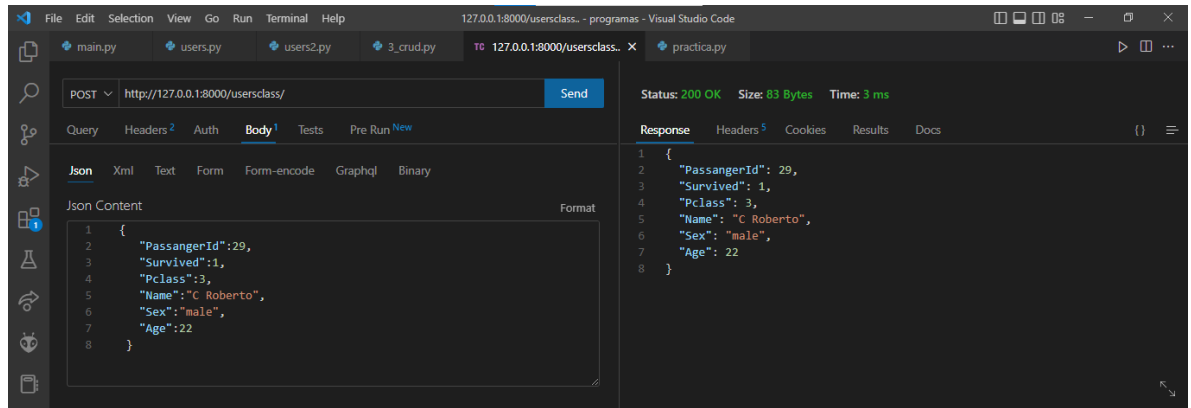 File Edit Selection View Go Run Terminal Help 127.0.0.1:8000/usersclass.. - programas - Visual Studio Code
main.py users.py users2.py 3_crud.py TC 127.0.0.1:8000/usersclass.. practica.py
POST http://127.0.0.1:8000/usersclass/ Send
Status: 200 OK Size: 83 Bytes Time: 3 ms
Query Headers 2 Auth Body 1 Tests Pre Run New
Response Headers 5 Cookies Results Docs {}
Json Xml Text Form Form-encode Graphql Binary
Json Content Format
1 {
2 "PassangerId":29,
3 "Survived":1,
4 "Pclass":3,
5 "Name":"C Roberto",
6 "Sex":"male",
7 "Age":22
8 }
1 {
2 "PassangerId": 29,
3 "Survived": 1,
4 "Pclass": 3,
5 "Name": "C Roberto",
6 "Sex": "male",
7 "Age": 22
8 }
1